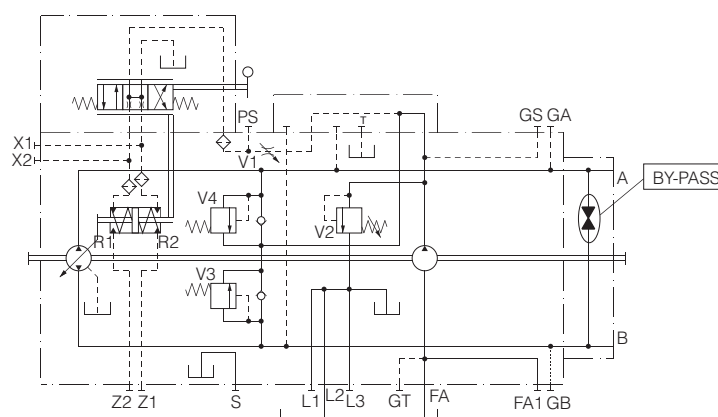 PS
GS GA
X1
X2
V1
A
BY-PASS
V4
V2
R1 R2
V3
B
Z2 Z1
S
L1 L2 L3
GT FA
FA1 GB